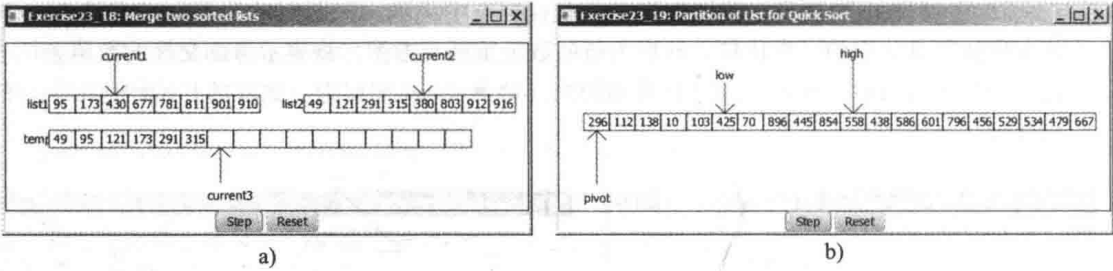 Exercise23_18: Merge two sorted lists
current1
current2
list1 95 173 430 677 781 811 901 910
list2 49 121 291 315 380 803 912 916
temp 49 95 121 173 291 315
current3
Step Reset
a)
Exercise23_19: Partition of List for Quick Sort
high
low
296 112 138 10 103 425 70 896 445 854 558 438 586 601 796 456 529 534 479 667
pivot
Step Reset
b)